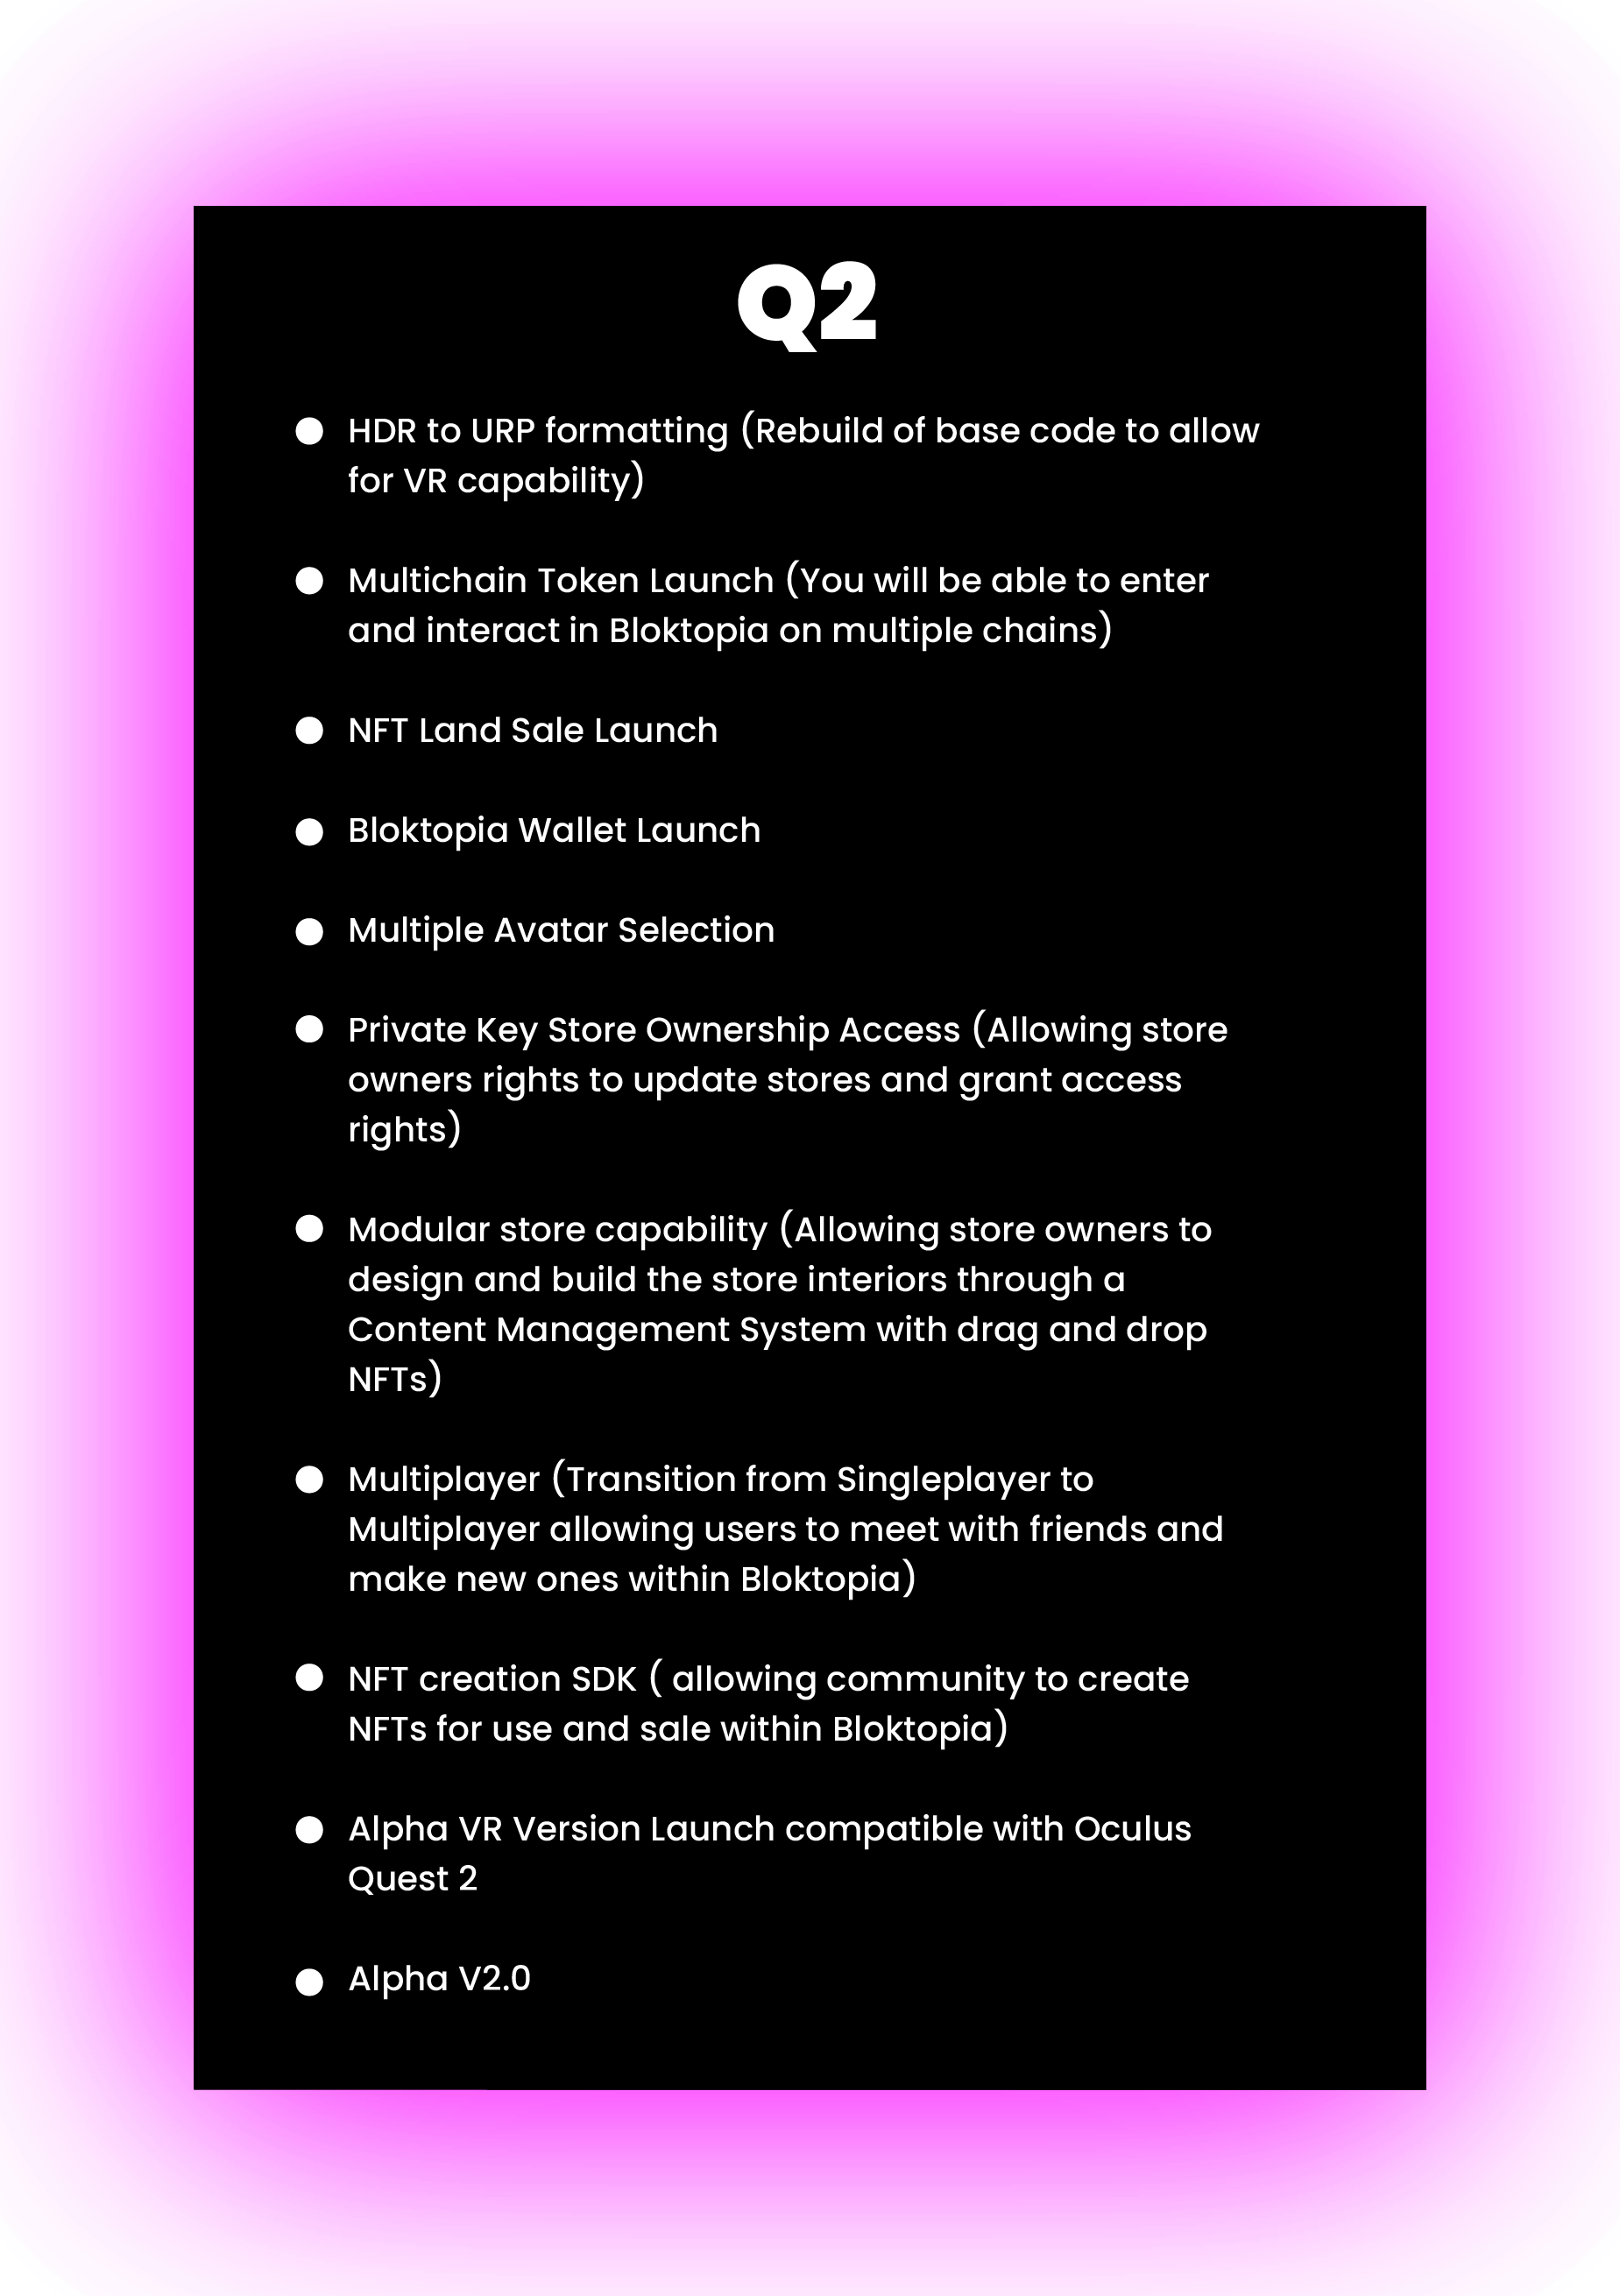 Q2
HDR to URP formatting (Rebuild of base code to allow
for VR capability)
Multichain Token Launch (You will be able to enter
and interact in Bloktopia on multiple chains)
NFT Land Sale Launch
Bloktopia Wallet Launch
Multiple Avatar Selection
Private Key Store Ownership Access (Allowing store
owners rights to update stores and grant access
rights)
Modular store capability (Allowing store owners to
design and build the store interiors through a
Content Management System with drag and drop
NFTs)
Multiplayer (Transition from Singleplayer to
Multiplayer allowing users to meet with friends and
make new ones within Bloktopia)
NFT creation SDK ( allowing community to create
NFTs for use and sale within Bloktopia)
Alpha VR Version Launch compatible with Oculus
Quest 2
Alpha V2.0